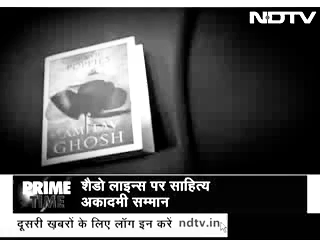 NDTV
POPPIES
AMITAV
GHOSH
PRIME
TIME
शैडो लाइन्स पर साहित्य
अकादमी सम्मान
दूसरी ख़बरों के लिए लॉग इन करें ndtv.in